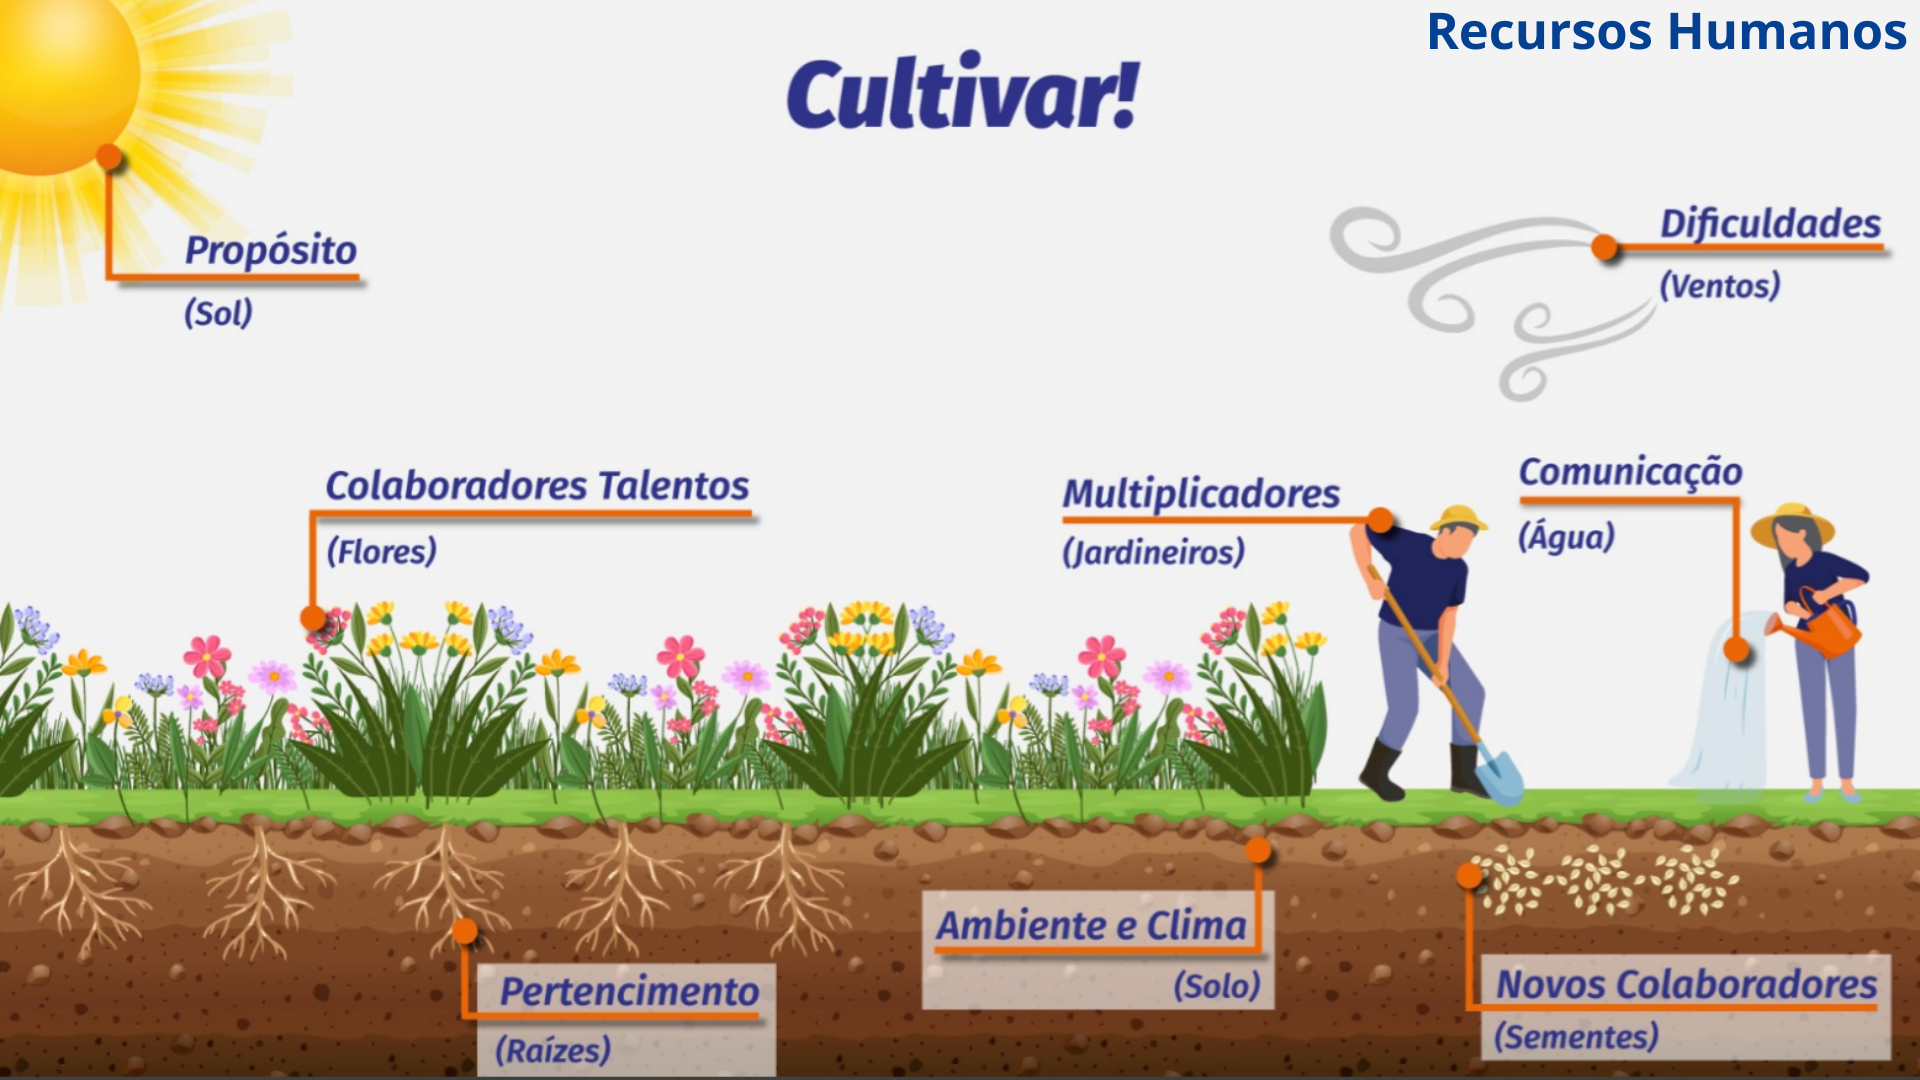 Recursos Humanos
Cultivar!
Propósito
(Sol)
Dificuldades
(Ventos)
Colaboradores Talentos
(Flores)
Multiplicadores
(Jardineiros)
Comunicação
(Água)
Ambiente e Clima
(Solo)
Pertencimento
(Raízes)
Novos Colaboradores
(Sementes)